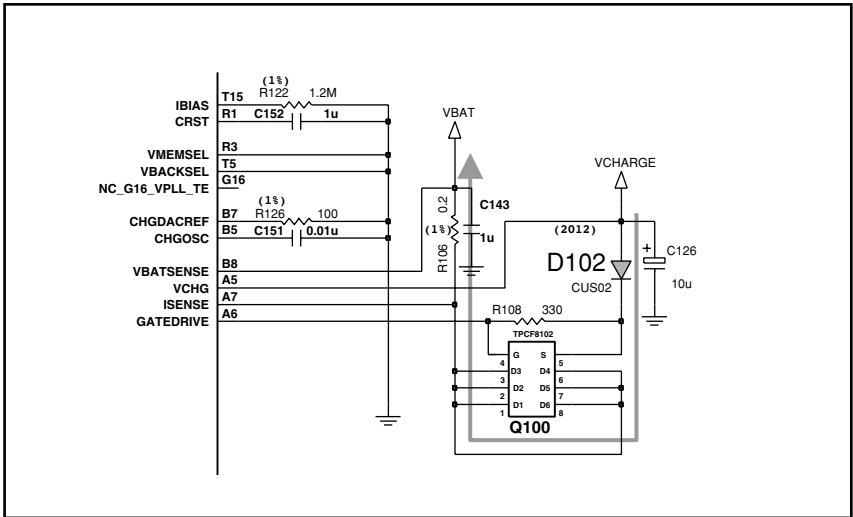 (1%)
T15
R122
1.2M
IBIAS
R1
C152
1u
CRST
VBAT
R3
VMEMSEL
T5
VBACKSEL
G16
NC_G16_VPLL_TE
VCHARGE
(1%)
0.2
C143
B7
R126
100
CHGDACREF
B5
C151
0.01u
CHGOSC
(1%)
1u
R106
(2012)
+
C126
D102
10u
CUS02
B8
VBATSENSE
A5
VCHG
A7
ISENSE
A6
GATEDRIVE
R108
330
TPCF8102
G
S
4
5
D3
D4
3
6
D2
D5
2
7
D1
D6
1
8
Q100